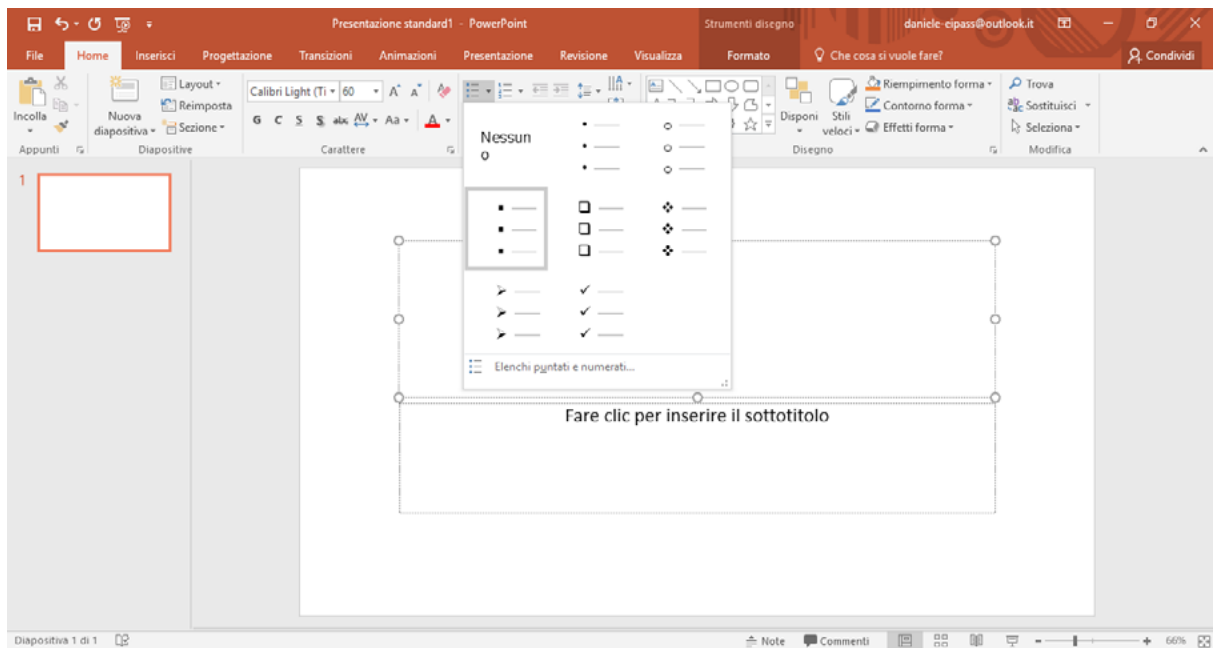 Presentazione standard1 - PowerPoint
Strumenti disegno
daniele-eipass@outlook.it
File Home Inserisci Progettazione Transizioni Animazioni Presentazione Revisione Visualizza Formato Che cosa si vuole fare? Condividi
Incolla
Nuova diapositiva
Layout
Reimposta
Sezione
Calibri Light (Ti 60
G C S S abc AV Aa A
Disponi
Stili veloci
Riempimento forma
Contorno forma
Effetti forma
Trova
Sostituisci
Seleziona
Appunti Diapositive Carattere Disegno Modifica
1
Nessun
o
Elenchi puntati e numerati...
Fare clic per inserire il sottotitolo
Diapositiva 1 di 1
Note Commenti 66%